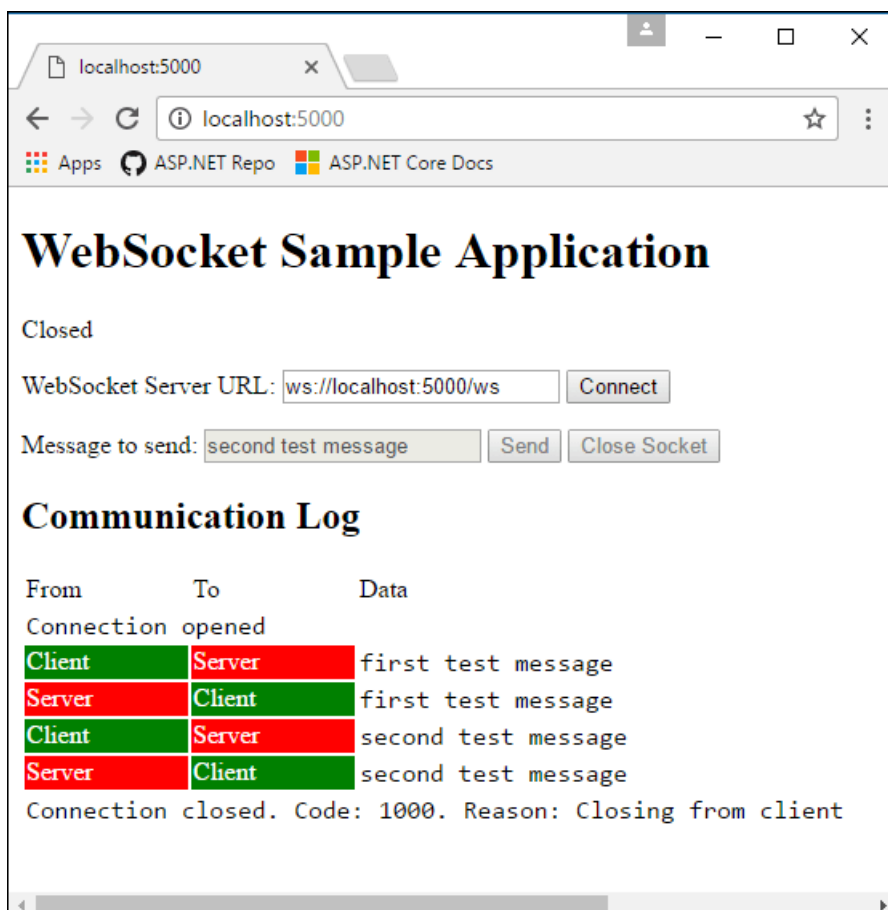 localhost:5000
localhost:5000
Apps ASP.NET Repo ASP.NET Core Docs
WebSocket Sample Application
Closed
WebSocket Server URL: ws://localhost:5000/ws Connect
Message to send: second test message Send Close Socket
Communication Log
From To Data
Connection opened
Client Server first test message
Server Client first test message
Client Server second test message
Server Client second test message
Connection closed. Code: 1000. Reason: Closing from client